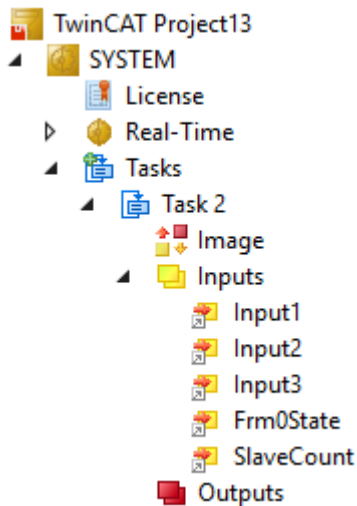 TwinCAT Project13
SYSTEM
License
Real-Time
Tasks
Task 2
Image
Inputs
Input1
Input2
Input3
Frm0State
SlaveCount
Outputs